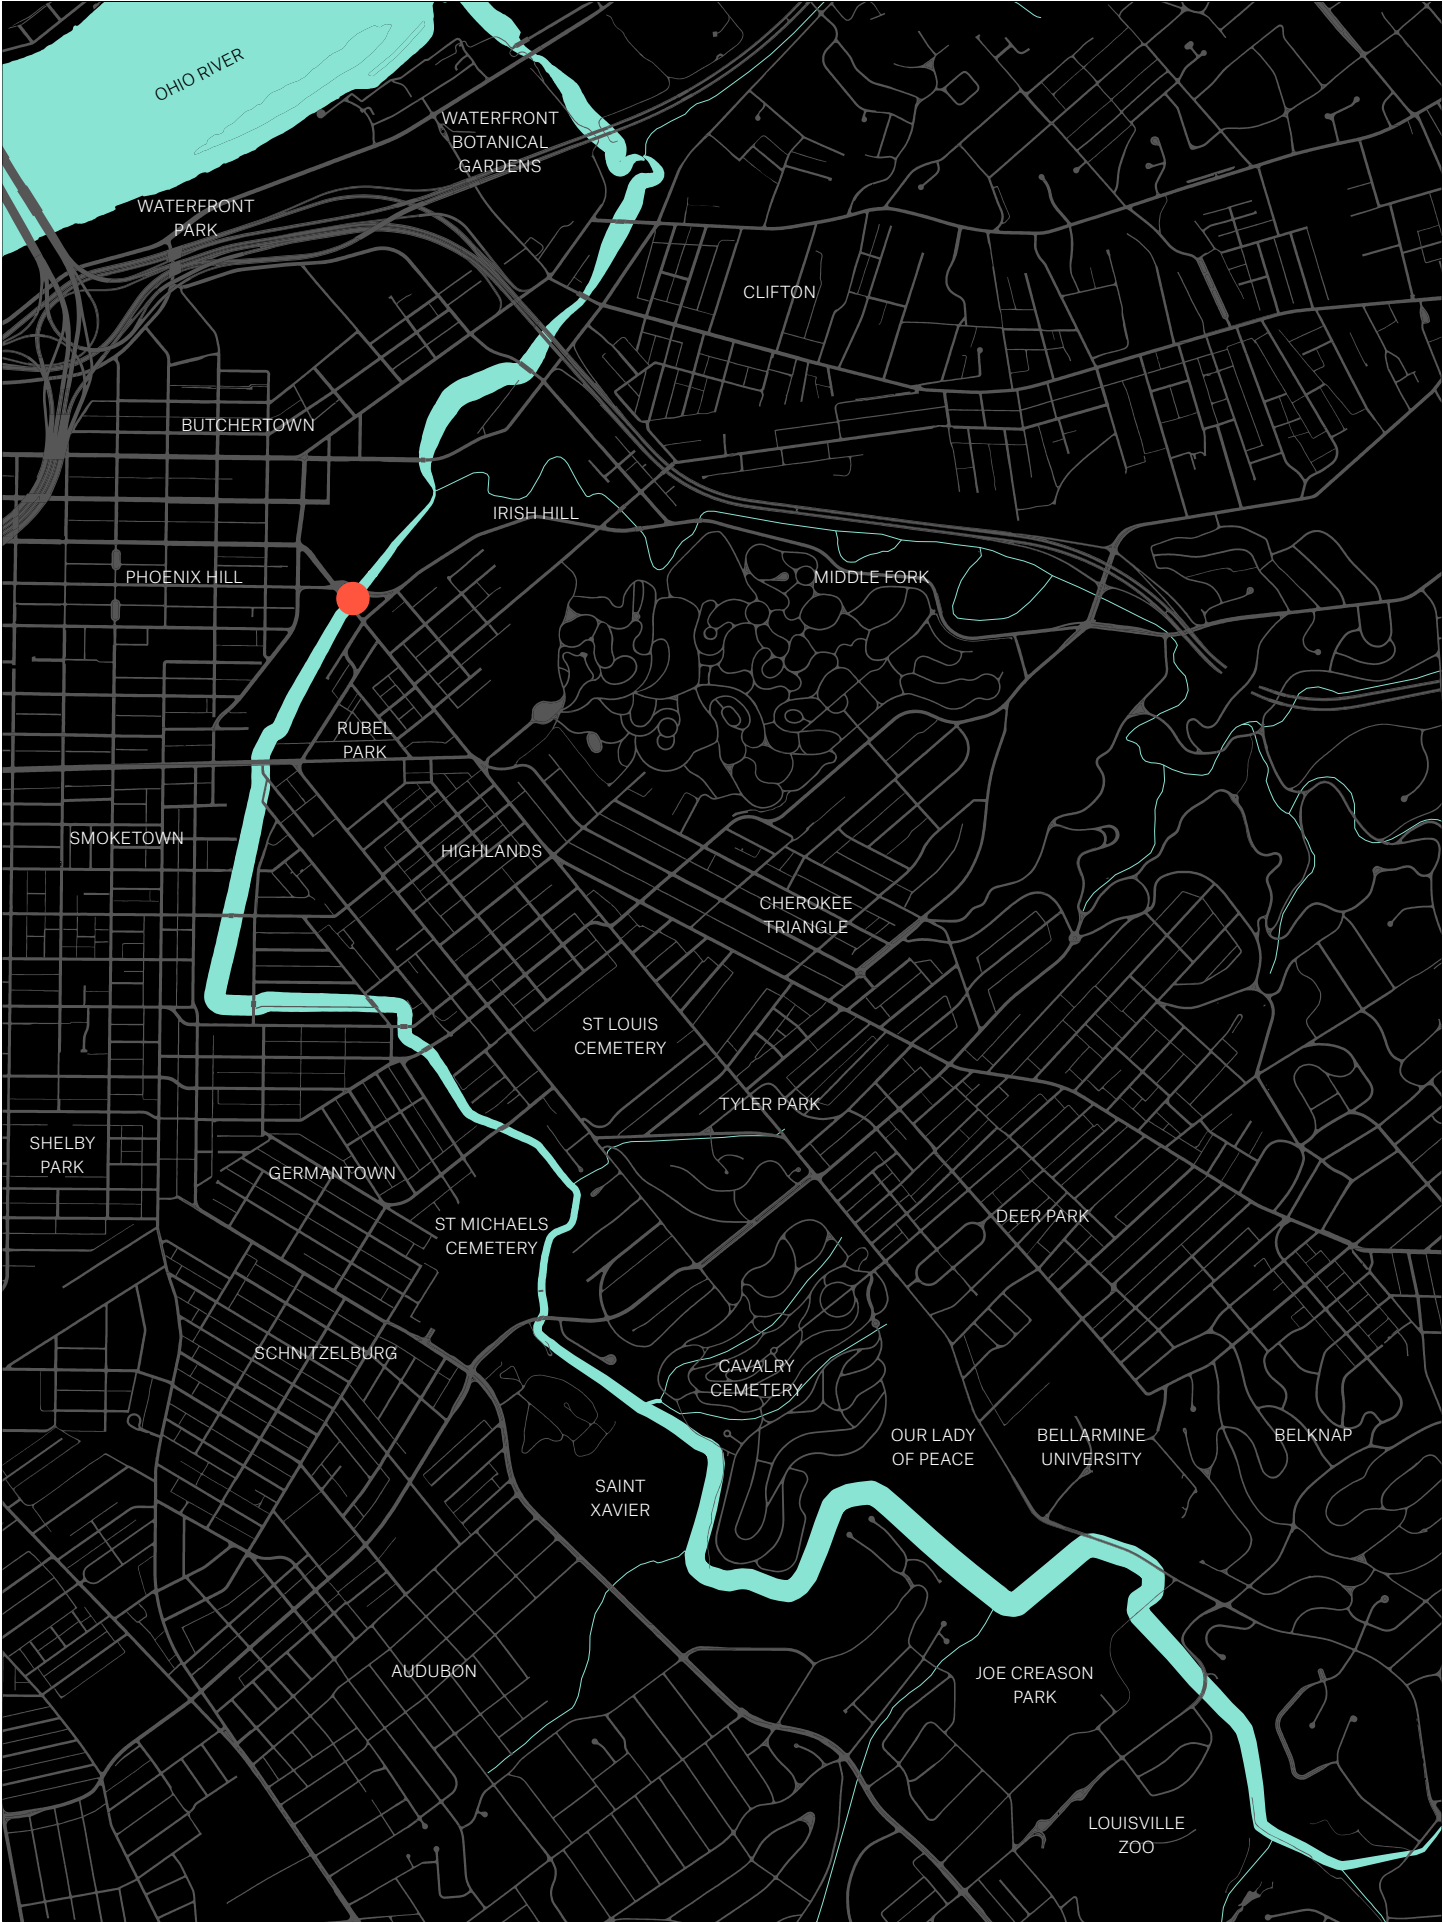 OHIO RIVER
WATERFRONT
BOTANICAL
GARDENS
WATERFRONT
PARK
CLIFTON
BUTCHERTOWN
IRISH HILL
PHOENIX HILL
MIDDLE FORK
RUBEL
PARK
SMOKETOWN
HIGHLANDS
CHEROKEE
TRIANGLE
ST LOUIS
CEMETERY
TYLER PARK
SHELBY
PARK
GERMANTOWN
ST MICHAELS
CEMETERY
DEER PARK
SCHNITZELBURG
CAVALRY
CEMETERY
OUR LADY
OF PEACE
BELLARMINE
UNIVERSITY
BELKNAP
SAINT
XAVIER
AUDUBON
JOE CREASON
PARK
LOUISVILLE
ZOO